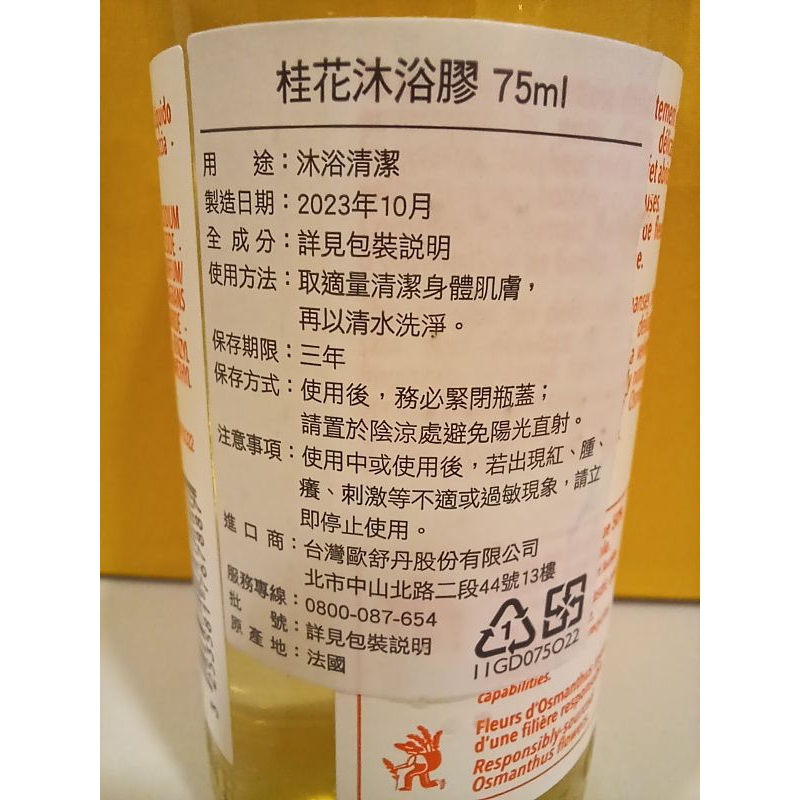 桂花沐浴膠 75ml
用 途：沐浴清潔
製造日期：2023年10月
全 成 分：詳見包裝説明
使用方法：取適量清潔身體肌膚，
再以清水洗淨。
保存期限：三年
保存方式：使用後，務必緊閉瓶蓋；
請置於陰涼處避免陽光直射。
注意事項：使用中或使用後，若出現紅、腫、
癢、刺激等不適或過敏現象，請立
即停止使用。
進 口 商：台灣歐舒丹股份有限公司
北市中山北路二段44號13樓
服務專線：0800-087-654
批 號：詳見包裝説明
原 產 地：法國
1
11GD075O22
capabilities.
Fleurs d'Osmanthus
d'une filière
Responsibly
Osmanthus flowers